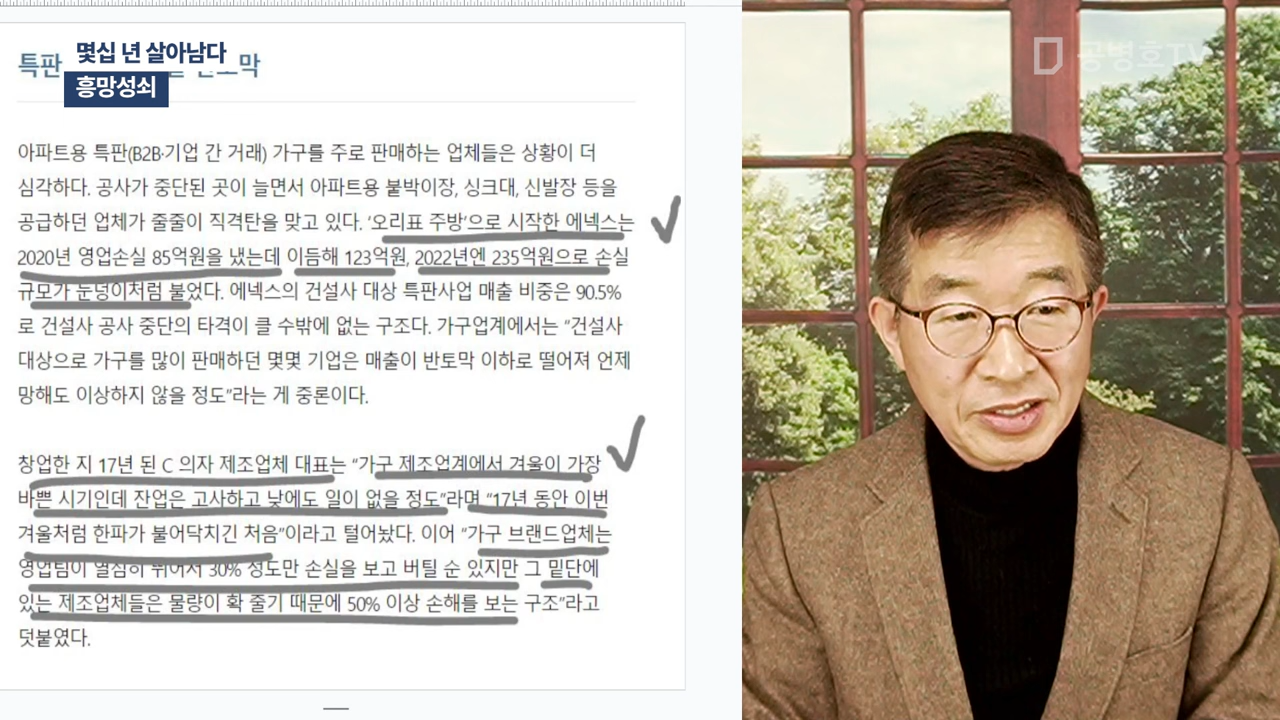 몇십 년 살아남다
흥망성쇠
특판
공병호TV
아파트용 특판(B2B·기업 간 거래) 가구를 주로 판매하는 업체들은 상황이 더
심각하다. 공사가 중단된 곳이 늘면서 아파트용 붙박이장, 싱크대, 신발장 등을
공급하던 업체가 줄줄이 직격탄을 맞고 있다. ‘오리표 주방’으로 시작한 에넥스는
2020년 영업손실 85억원을 냈는데 이듬해 123억원, 2022년엔 235억원으로 손실
규모가 눈덩이처럼 불었다. 에넥스의 건설사 대상 특판사업 매출 비중은 90.5%
로 건설사 공사 중단의 타격이 클 수밖에 없는 구조다. 가구업계에서는 “건설사
대상으로 가구를 많이 판매하던 몇몇 기업은 매출이 반토막 이하로 떨어져 언제
망해도 이상하지 않을 정도”라는 게 중론이다.
창업한 지 17년 된 C 의자 제조업체 대표는 “가구 제조업계에서 겨울이 가장
바쁜 시기인데 잔업은 고사하고 낮에도 일이 없을 정도”라며 “17년 동안 이번
겨울처럼 한파가 불어닥치긴 처음”이라고 털어놨다. 이어 “가구 브랜드업체는
영업팀이 열심히 뛰어서 30% 정도만 손실을 보고 버틸 순 있지만 그 밑단에
있는 제조업체들은 물량이 확 줄기 때문에 50% 이상 손해를 보는 구조”라고
덧붙였다.